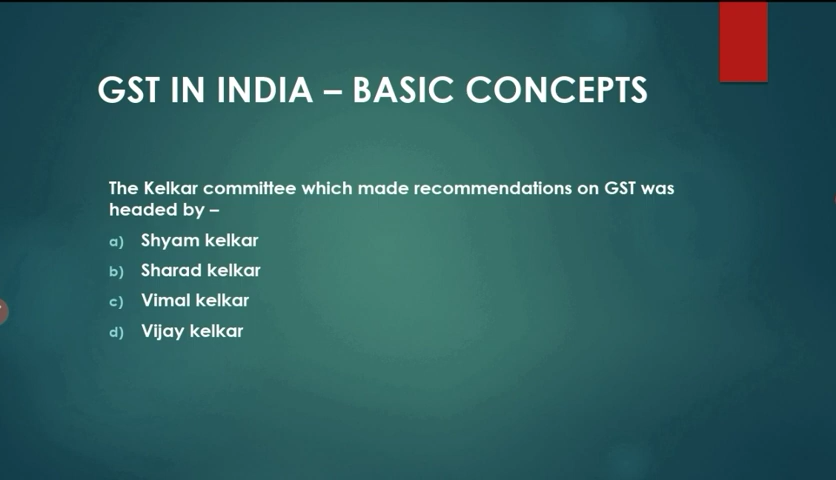 GST IN INDIA – BASIC CONCEPTS
The Kelkar committee which made recommendations on GST was
headed by –
a) Shyam kelkar
b) Sharad kelkar
c) Vimal kelkar
d) Vijay kelkar